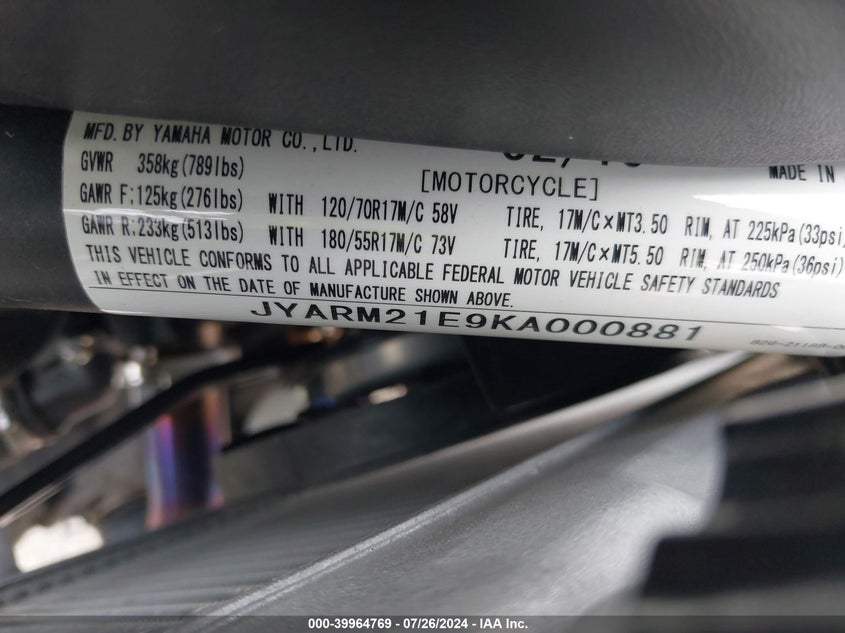 MFD. BY YAMAHA MOTOR CO., LTD.
MADE IN
GVWR 358kg (789lbs)
[MOTORCYCLE]
GAWR F: 125kg (276lbs) WITH 120/70R17M/C 58V TIRE, 17M/C×MT3.50 RIM, AT 225kPa (33psi)
GAWR R: 233kg (513lbs) WITH 180/55R17M/C 73V TIRE, 17M/C×MT5.50 RIM, AT 250kPa (36psi)
THIS VEHICLE CONFORMS TO ALL APPLICABLE FEDERAL MOTOR VEHICLE SAFETY STANDARDS
IN EFFECT ON THE DATE OF MANUFACTURE SHOWN ABOVE.
JYARM21E9KA000881
000-39964769 - 07/26/2024 - IAA Inc.